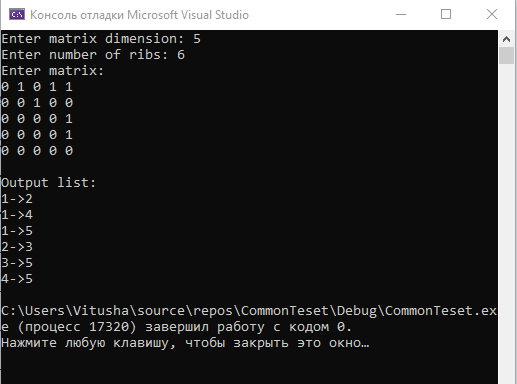 Консоль отладки Microsoft Visual Studio
Enter matrix dimension: 5
Enter number of ribs: 6
Enter matrix:
0 1 0 1 1
0 0 1 0 0
0 0 0 0 1
0 0 0 0 1
0 0 0 0 0
Output list:
1->2
1->4
1->5
2->3
3->5
4->5
C:\Users\Vitusha\source\repos\CommonTeset\Debug\CommonTeset.ex
e (процесс 17320) завершил работу с кодом 0.
Нажмите любую клавишу, чтобы закрыть это окно…